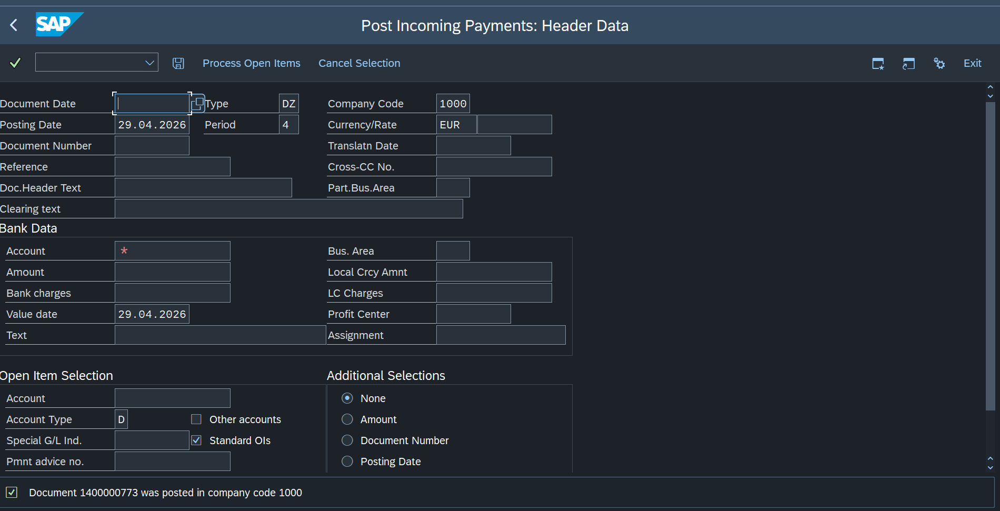 SAP Post Incoming Payments: Header Data
Process Open Items Cancel Selection Exit
Document Date Type DZ Company Code 1000
Posting Date 29.04.2026 Period 4 Currency/Rate EUR
Document Number Translatn Date
Reference Cross-CC No.
Doc.Header Text Part.Bus.Area
Clearing text
Bank Data
Account * Bus. Area
Amount Local Crcy Amnt
Bank charges LC Charges
Value date 29.04.2026 Profit Center
Text Assignment
Open Item Selection Additional Selections
Account None
Account Type D Other accounts Amount
Special G/L Ind. Standard OIs Document Number
Pmnt advice no. Posting Date
Document 1400000773 was posted in company code 1000